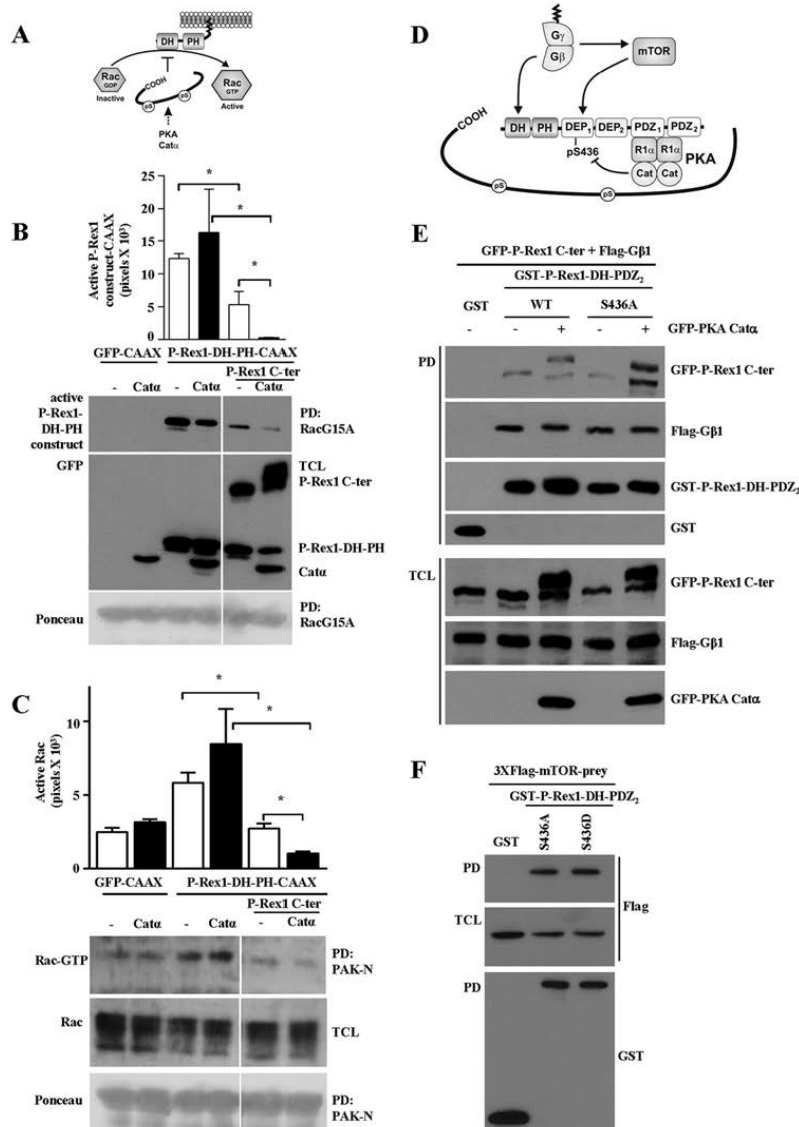 A
DH PH
Rac
GDP
Inactive
COOH
pS
pS
Rac
GTP
Active
PKA
Catα
B
Active P-Rex1
construct-CAAX
(pixels X 10³)
25
20
15
10
5
0
*
*
*
GFP-CAAX P-Rex1-DH-PH-CAAX
P-Rex1 C-ter
- Catα - Catα - Catα
active
P-Rex1-
DH-PH
construct
PD:
RacG15A
GFP
TCL
P-Rex1 C-ter
P-Rex1-DH-PH
Catα
Ponceau
PD:
RacG15A
C
Active Rac
(pixels X 10³)
10
5
0
*
*
*
GFP-CAAX P-Rex1-DH-PH-CAAX
P-Rex1 C-ter
- Catα - Catα - Catα
Rac-GTP
PD:
PAK-N
Rac
TCL
Ponceau
PD:
PAK-N
D
Gγ
Gβ
mTOR
COOH
DH PH DEP₁ DEP₂ PDZ₁ PDZ₂
pS436
R1α R1α
PKA
Cat Cat
pS
pS
E
GFP-P-Rex1 C-ter + Flag-Gβ1
GST-P-Rex1-DH-PDZ₂
GST WT S436A
- - + - + GFP-PKA Catα
PD
GFP-P-Rex1 C-ter
Flag-Gβ1
GST-P-Rex1-DH-PDZ₂
GST
TCL
GFP-P-Rex1 C-ter
Flag-Gβ1
GFP-PKA Catα
F
3XFlag-mTOR-prey
GST-P-Rex1-DH-PDZ₂
GST S436A S436D
PD
TCL
Flag
PD
GST